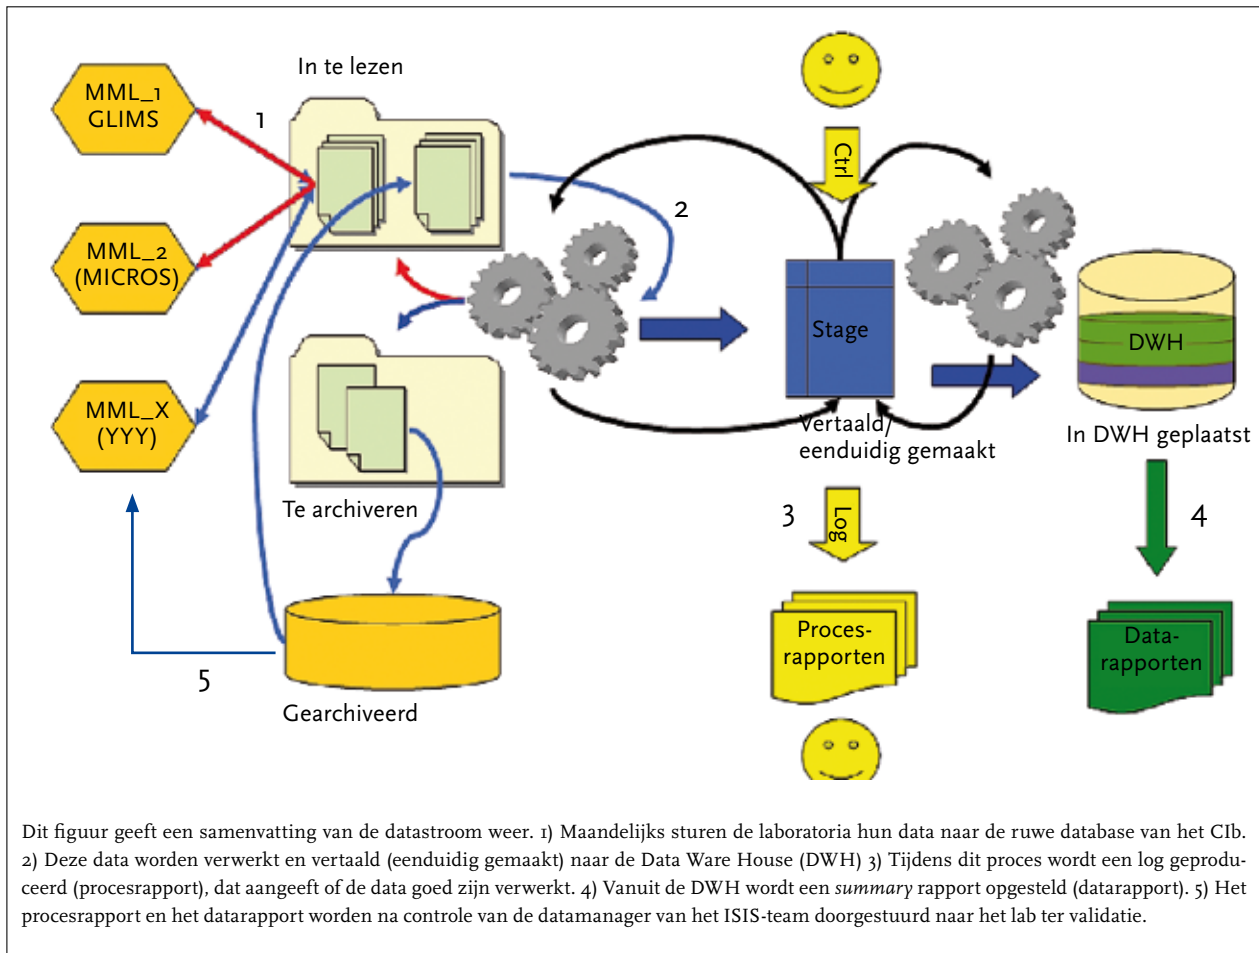 In te lezen
MML_1
GLIMS
1
MML_2
(MICROS)
MML_X
(YYY)
2
Ctrl
Stage
DWH
Vertaald/
eenduidig gemaakt
In DWH geplaatst
Te archiveren
3
Log
4
Proces-
rapporten
Data-
rapporten
5
Gearchiveerd
Dit figuur geeft een samenvatting van de datastroom weer. 1) Maandelijks sturen de laboratoria hun data naar de ruwe database van het CIb.
2) Deze data worden verwerkt en vertaald (eenduidig gemaakt) naar de Data Ware House (DWH) 3) Tijdens dit proces wordt een log geprodu-
ceerd (procesrapport), dat aangeeft of de data goed zijn verwerkt. 4) Vanuit de DWH wordt een summary rapport opgesteld (datarapport). 5) Het
procesrapport en het datarapport worden na controle van de datamanager van het ISIS-team doorgestuurd naar het lab ter validatie.